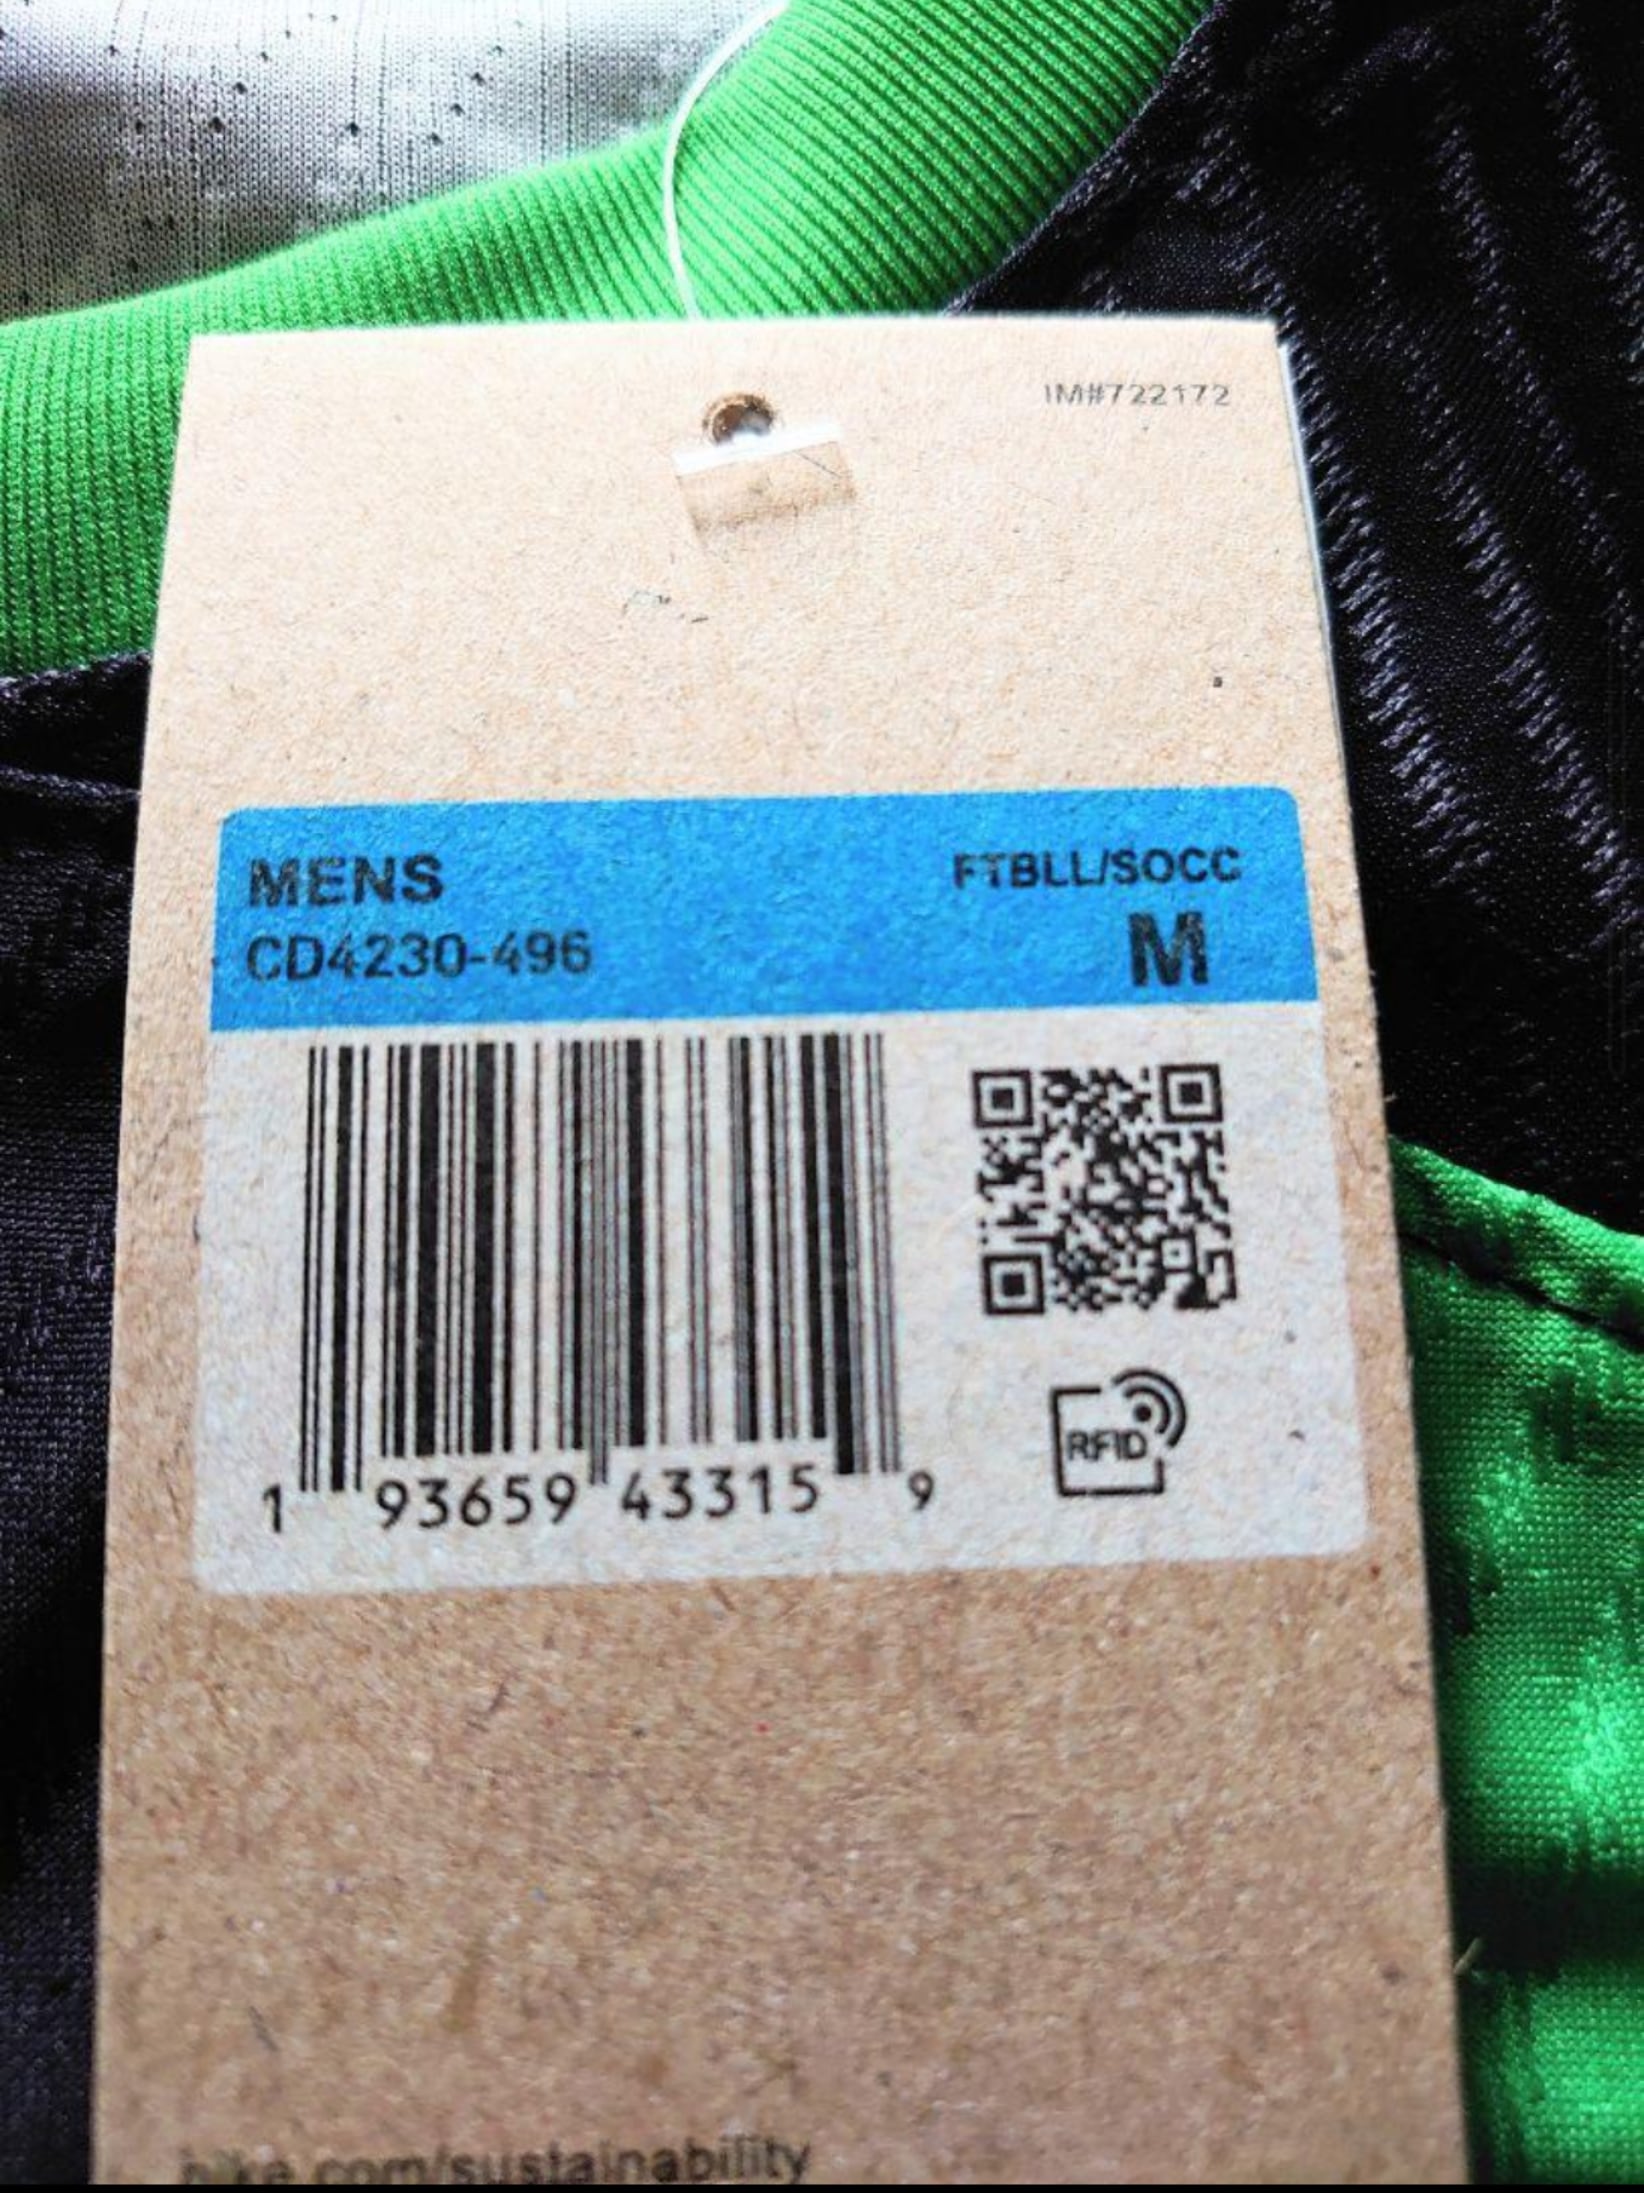 IM#722172
MENS
FTBLL/SOCC
CD4230-496
M
RFID
1 93659 43315 9
nike.com/sustainability